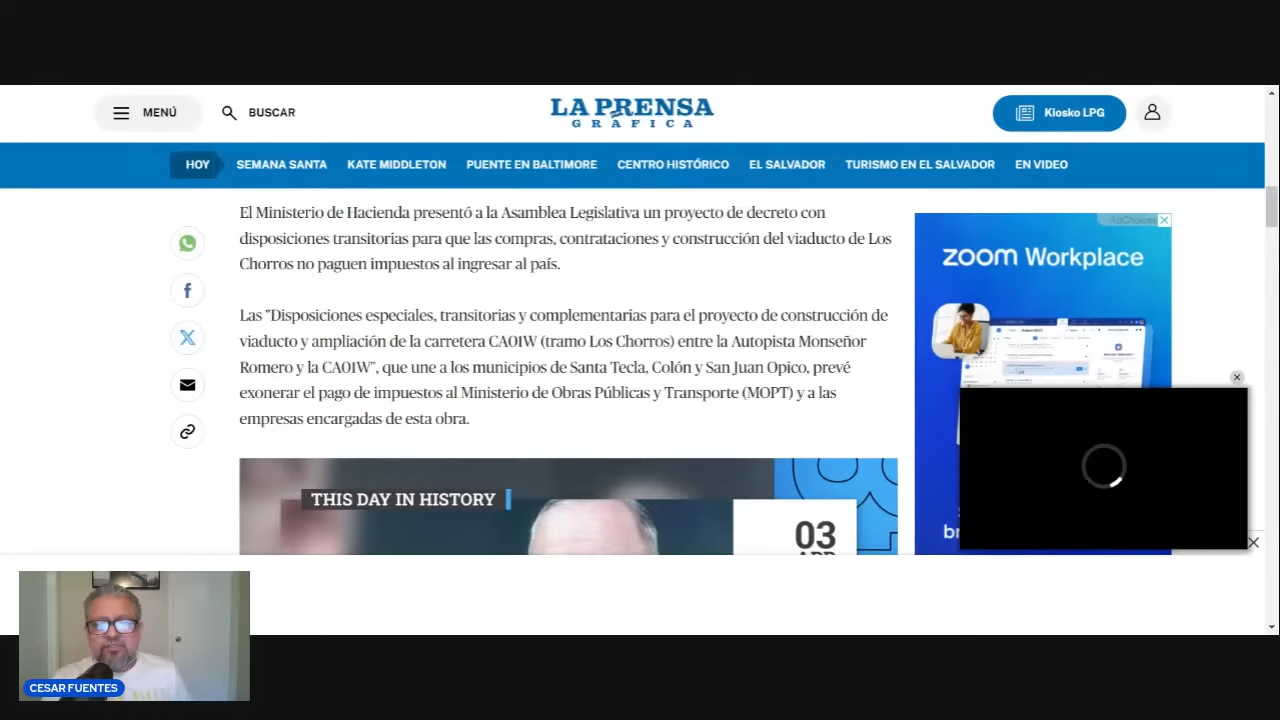 MENÚ
BUSCAR
LA PRENSA
GRÁFICA
Kiosko LPG
HOY
SEMANA SANTA
KATE MIDDLETON
PUENTE EN BALTIMORE
CENTRO HISTÓRICO
EL SALVADOR
TURISMO EN EL SALVADOR
EN VIDEO
El Ministerio de Hacienda presentó a la Asamblea Legislativa un proyecto de decreto con
disposiciones transitorias para que las compras, contrataciones y construcción del viaducto de Los
Chorros no paguen impuestos al ingresar al país.
Las "Disposiciones especiales, transitorias y complementarias para el proyecto de construcción de
viaducto y ampliación de la carretera CA01W (tramo Los Chorros) entre la Autopista Monseñor
Romero y la CA01W", que une a los municipios de Santa Tecla, Colón y San Juan Opico, prevé
exonerar el pago de impuestos al Ministerio de Obras Públicas y Transporte (MOPT) y a las
empresas encargadas de esta obra.
AdChoices
zoom Workplace
THIS DAY IN HISTORY
03
APR
CESAR FUENTES